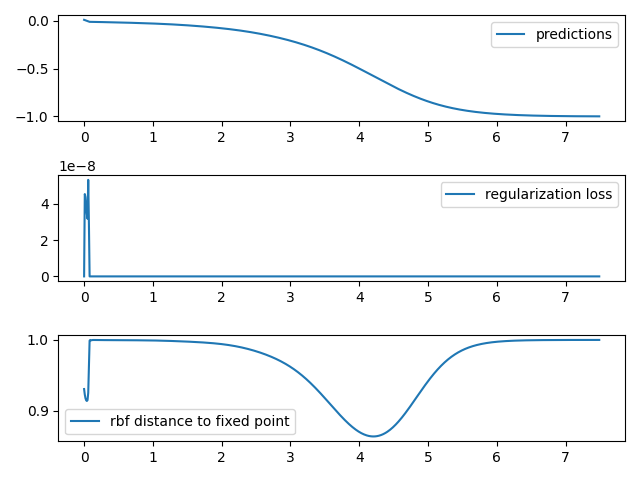 0.0
−0.5
−1.0
predictions
0 1 2 3 4 5 6 7
1e−8
4
2
0
regularization loss
0 1 2 3 4 5 6 7
1.0
0.9
rbf distance to fixed point
0 1 2 3 4 5 6 7